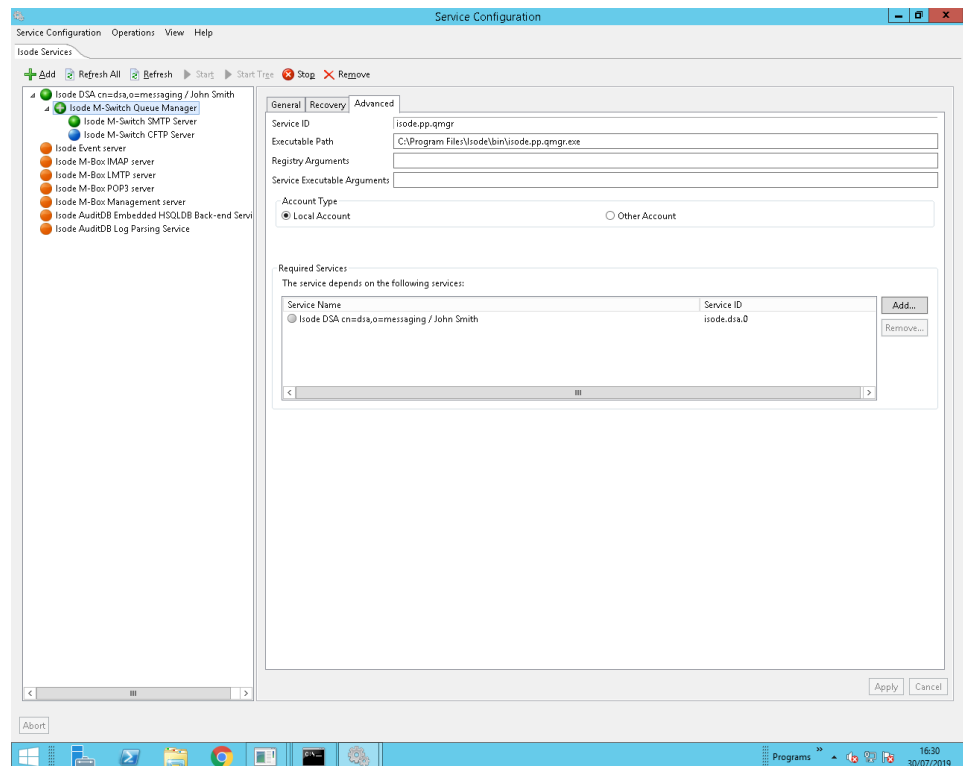 Service Configuration
Service Configuration Operations View Help
Isode Services
Add Refresh All Refresh Start Start Tree Stop Remove
Isode DSA cn=dsa,o=messaging / John Smith
Isode M-Switch Queue Manager
Isode M-Switch SMTP Server
Isode M-Switch CFTP Server
Isode Event server
Isode M-Box IMAP server
Isode M-Box LMTP server
Isode M-Box POP3 server
Isode M-Box Management server
Isode AuditDB Embedded HSQLDB Back-end Servi
Isode AuditDB Log Parsing Service
General Recovery Advanced
Service ID isode.pp.qmgr
Executable Path C:\Program Files\Isode\bin\isode.pp.qmgr.exe
Registry Arguments
Service Executable Arguments
Account Type
Local Account Other Account
Required Services
The service depends on the following services:
Service Name Service ID
Isode DSA cn=dsa,o=messaging / John Smith isode.dsa.0
Add...
Remove...
Apply Cancel
Abort
Programs 16:30
30/07/2019